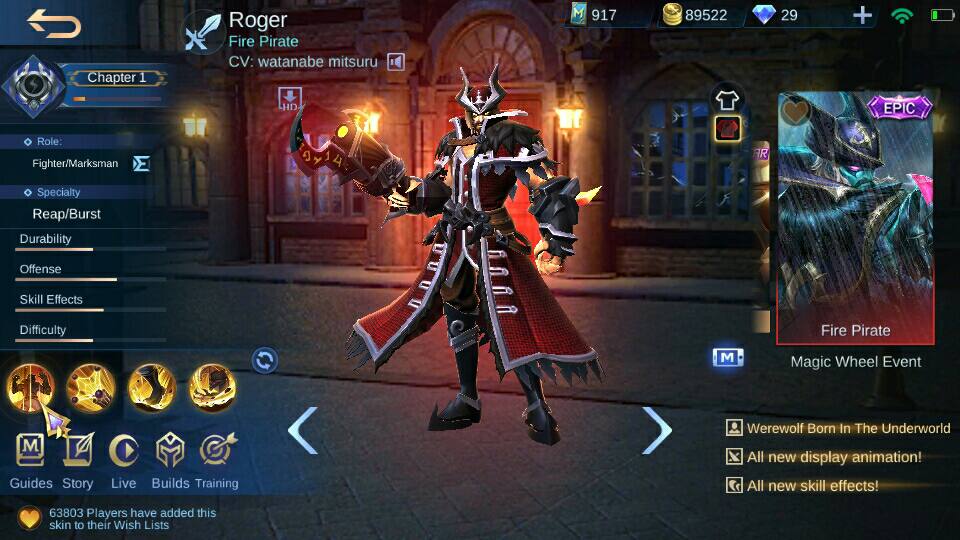 Roger
Fire Pirate
CV: watanabe mitsuru
917
89522
29
Chapter 1
HD
Role:
Fighter/Marksman
Specialty
Reap/Burst
Durability
Offense
Skill Effects
Difficulty
EPIC
Fire Pirate
M
Magic Wheel Event
Werewolf Born In The Underworld
All new display animation!
All new skill effects!
Guides
Story
Live
Builds
Training
63803 Players have added this
skin to their Wish Lists